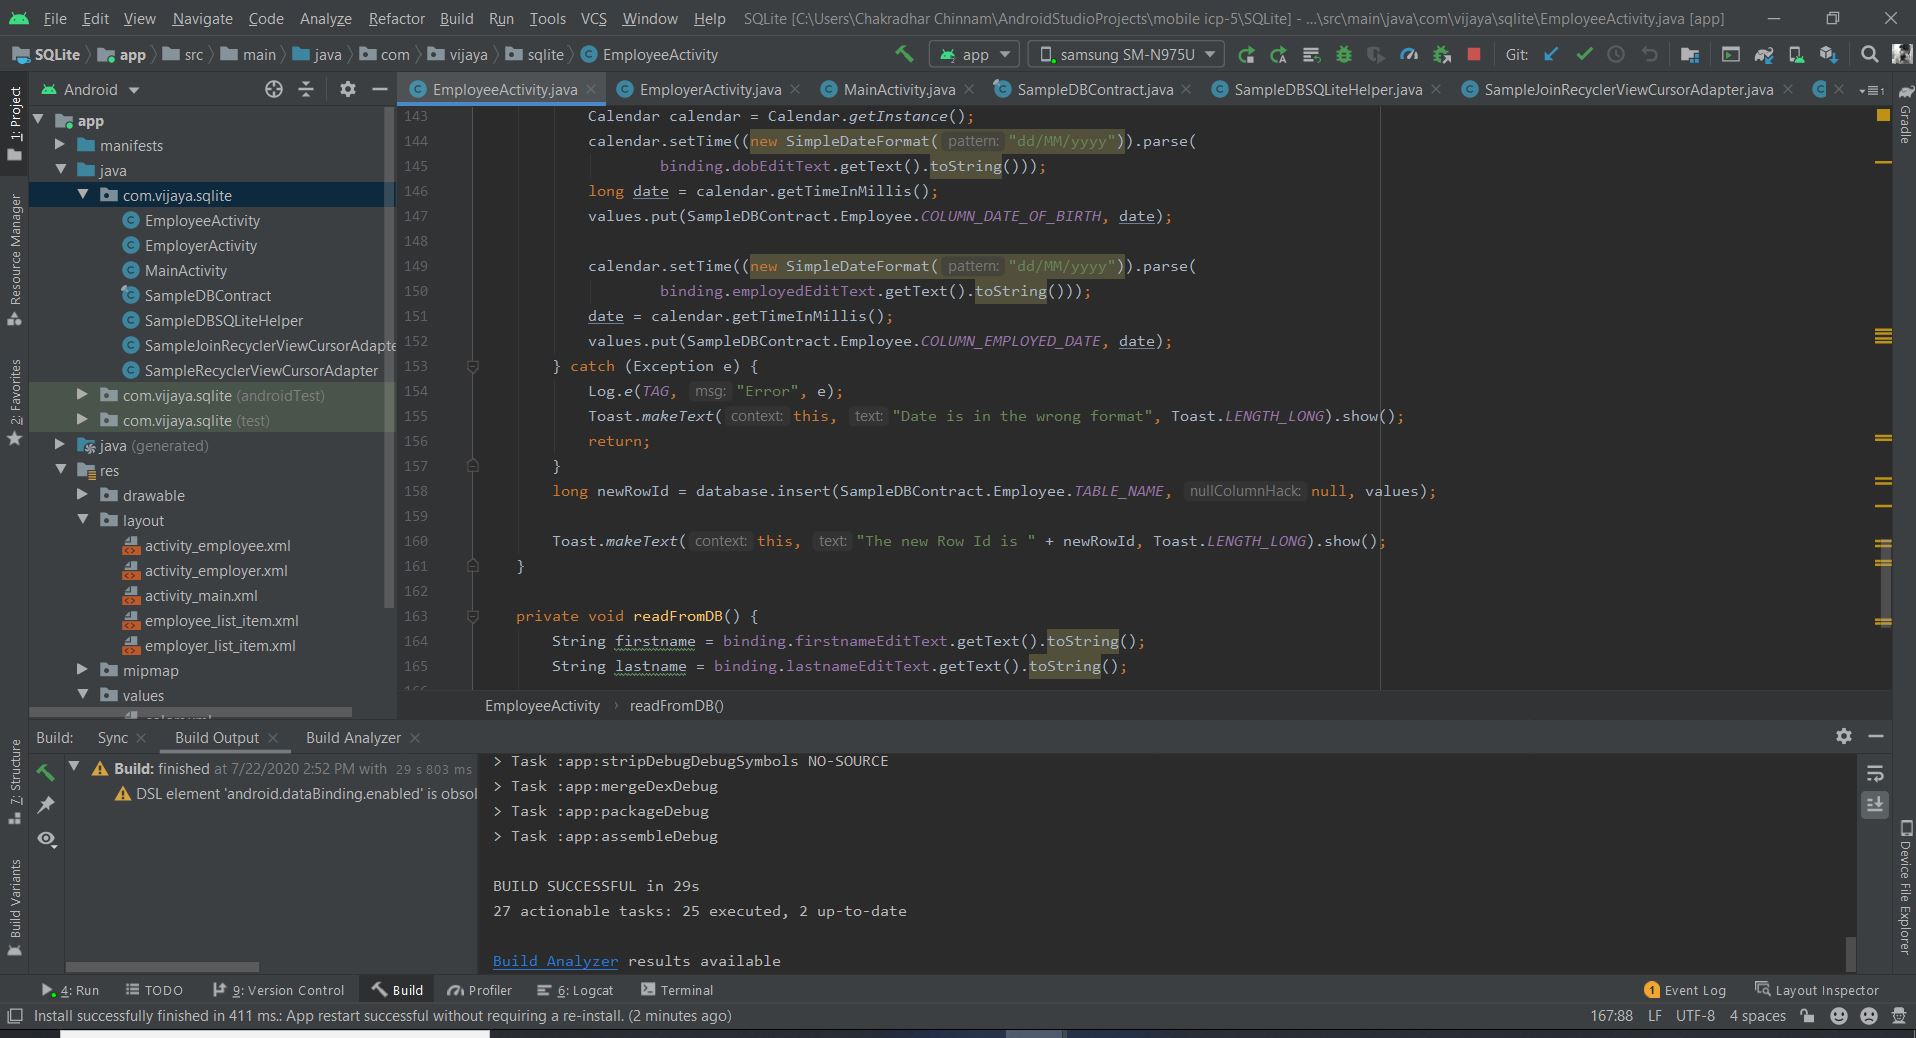 File Edit View Navigate Code Analyze Refactor Build Run Tools VCS Window Help SQLite [C:\Users\Chakradhar Chinnam\AndroidStudioProjects\mobile icp-5\SQLite] - ...\src\main\java\com\vijaya\sqlite\EmployeeActivity.java [app]
SQLite app src main java com vijaya sqlite EmployeeActivity app samsung SM-N975U Git:
Android
EmployeeActivity.java EmployerActivity.java MainActivity.java SampleDBContract.java SampleDBSQLiteHelper.java SampleJoinRecyclerViewCursorAdapter.java
1: Project
Resource Manager
2: Favorites
7: Structure
Build Variants
app
manifests
java
com.vijaya.sqlite
EmployeeActivity
EmployerActivity
MainActivity
SampleDBContract
SampleDBSQLiteHelper
SampleJoinRecyclerViewCursorAdapte
SampleRecyclerViewCursorAdapter
com.vijaya.sqlite (androidTest)
com.vijaya.sqlite (test)
java (generated)
res
drawable
layout
activity_employee.xml
activity_employer.xml
activity_main.xml
employee_list_item.xml
employer_list_item.xml
mipmap
values
143 Calendar calendar = Calendar.getInstance();
144 calendar.setTime((new SimpleDateFormat( pattern: "dd/MM/yyyy")).parse(
145 binding.dobEditText.getText().toString()));
146 long date = calendar.getTimeInMillis();
147 values.put(SampleDBContract.Employee.COLUMN_DATE_OF_BIRTH, date);
148
149 calendar.setTime((new SimpleDateFormat( pattern: "dd/MM/yyyy")).parse(
150 binding.employedEditText.getText().toString()));
151 date = calendar.getTimeInMillis();
152 values.put(SampleDBContract.Employee.COLUMN_EMPLOYED_DATE, date);
153 } catch (Exception e) {
154 Log.e(TAG, msg: "Error", e);
155 Toast.makeText( context: this, text: "Date is in the wrong format", Toast.LENGTH_LONG).show();
156 return;
157 }
158 long newRowId = database.insert(SampleDBContract.Employee.TABLE_NAME, nullColumnHack: null, values);
159
160 Toast.makeText( context: this, text: "The new Row Id is " + newRowId, Toast.LENGTH_LONG).show();
161 }
162
163 private void readFromDB() {
164 String firstname = binding.firstnameEditText.getText().toString();
165 String lastname = binding.lastnameEditText.getText().toString();
EmployeeActivity › readFromDB()
Gradle
Device File Explorer
Build: Sync Build Output Build Analyzer
Build: finished at 7/22/2020 2:52 PM with 29 s 803 ms
DSL element 'android.dataBinding.enabled' is obsol
> Task :app:stripDebugDebugSymbols NO-SOURCE
> Task :app:mergeDexDebug
> Task :app:packageDebug
> Task :app:assembleDebug
BUILD SUCCESSFUL in 29s
27 actionable tasks: 25 executed, 2 up-to-date
Build Analyzer results available
4: Run TODO 9: Version Control Build Profiler 6: Logcat Terminal 1 Event Log Layout Inspector
Install successfully finished in 411 ms.: App restart successful without requiring a re-install. (2 minutes ago) 167:88 LF UTF-8 4 spaces